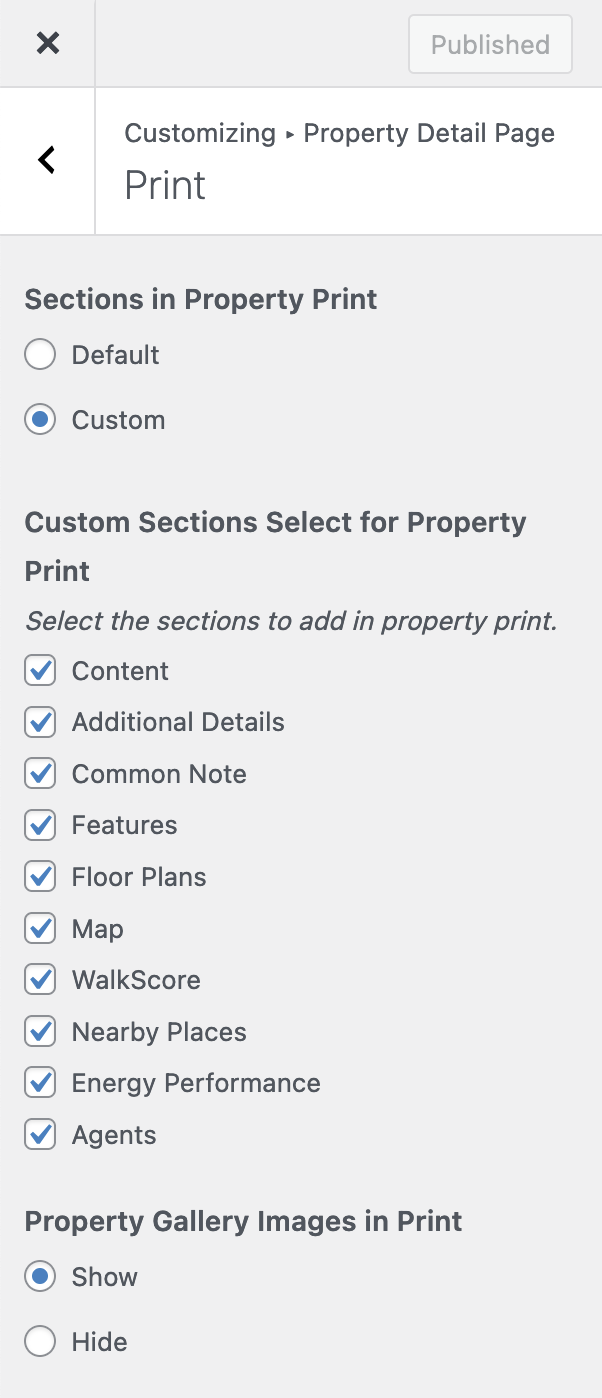 Published
Customizing ▸ Property Detail Page
Print
Sections in Property Print
Default
Custom
Custom Sections Select for Property
Print
Select the sections to add in property print.
Content
Additional Details
Common Note
Features
Floor Plans
Map
WalkScore
Nearby Places
Energy Performance
Agents
Property Gallery Images in Print
Show
Hide